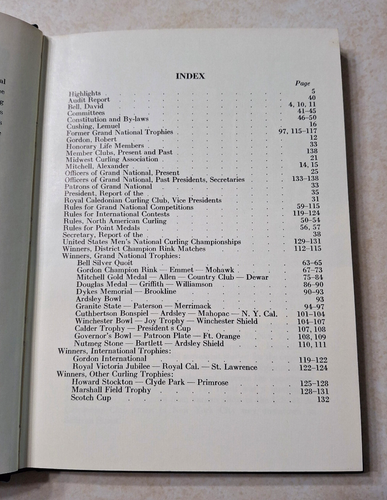 al
se
ng
s
e
INDEX
Page
Highlights 5
Audit Report 40
Bell, David 4, 10, 11
Committees 41—45
Constitution and By-laws 46—50
Cushing, Lemuel 16
Former Grand National Trophies 97, 115—117
Gordon, Robert 12
Honorary Life Members 33
Member Clubs, Present and Past 138
Midwest Curling Association 21
Mitchell, Alexander 14, 15
Officers of Grand National, Present 25
Officers of Grand National, Past Presidents, Secretaries 133—138
Patrons of Grand National 33
President, Report of the 35
Royal Caledonian Curling Club, Vice Presidents 31
Rules for Grand National Competitions 59—115
Rules for International Contests 119—124
Rules, North American Curling 50—54
Rules for Point Medals 56, 57
Secretary, Report of the 38
United States Men's National Curling Championships 129—131
Winners, District Champion Rink Matches 112—115
Winners, Grand National Trophies:
Bell Silver Quoit 63—65
Gordon Champion Rink — Emmet — Mohawk 67—73
Mitchell Gold Medal — Allen — Country Club — Dewar 75—84
Douglas Medal — Griffith — Williamson 86—90
Dykes Memorial — Brookline 90—93
Ardsley Bowl 93
Granite State — Paterson — Merrimack 94—97
Cuthbertson Bonspiel — Ardsley — Mahopac — N. Y. Cal. 101—104
Winchester Bowl — Joy Trophy — Winchester Shield 104—107
Calder Trophy — President s Cup 107, 108
Governor's Bowl — Patroon Plate — Ft. Orange 108, 109
Nutmeg Stone — Bartlett — Ardsley Shield 110, 111
Winners, International Trophies:
Gordon International 119—122
Royal Victoria Jubilee — Royal Cal. — St. Lawrence 122—124
Winners, Other Curling Trophies:
Howard Stockton — Clyde Park — Primrose 125—128
Marshall Field Trophy 128—131
Scotch Cup 132